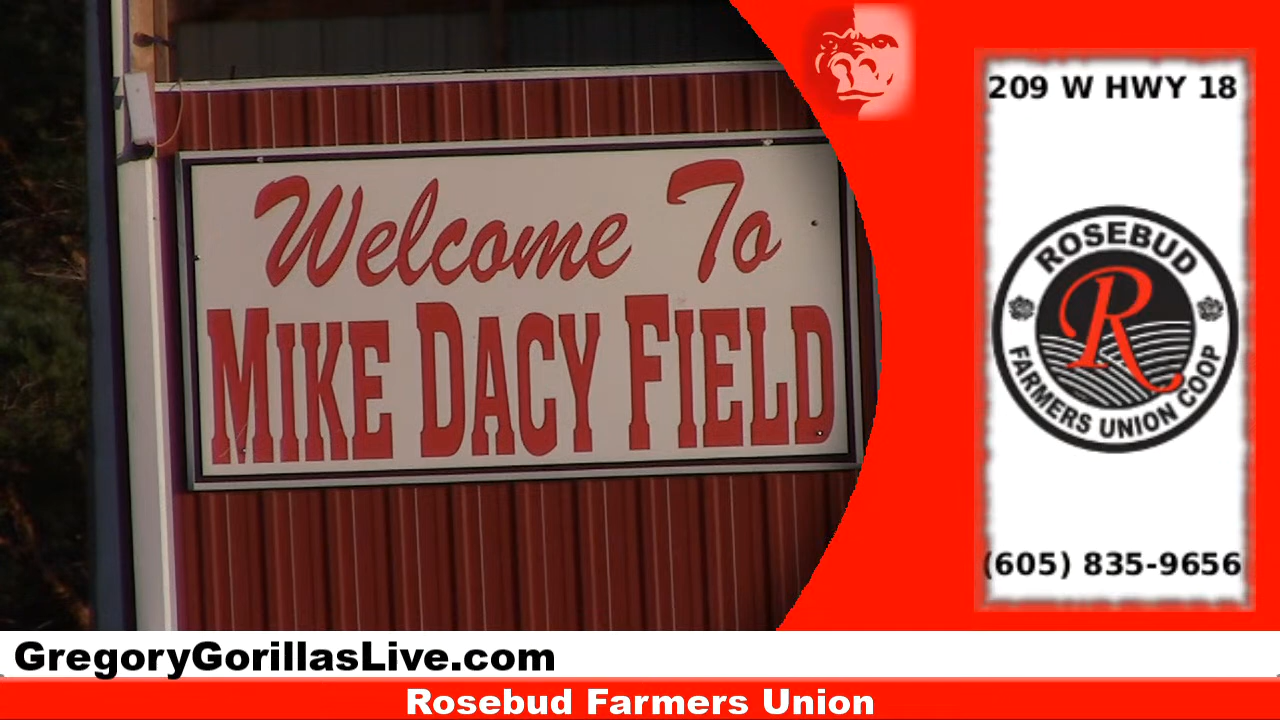 Welcome To
MIKE DACY FIELD
209 W HWY 18
ROSEBUD
R
FARMERS UNION COOP
(605) 835-9656
GregoryGorillasLive.com
Rosebud Farmers Union